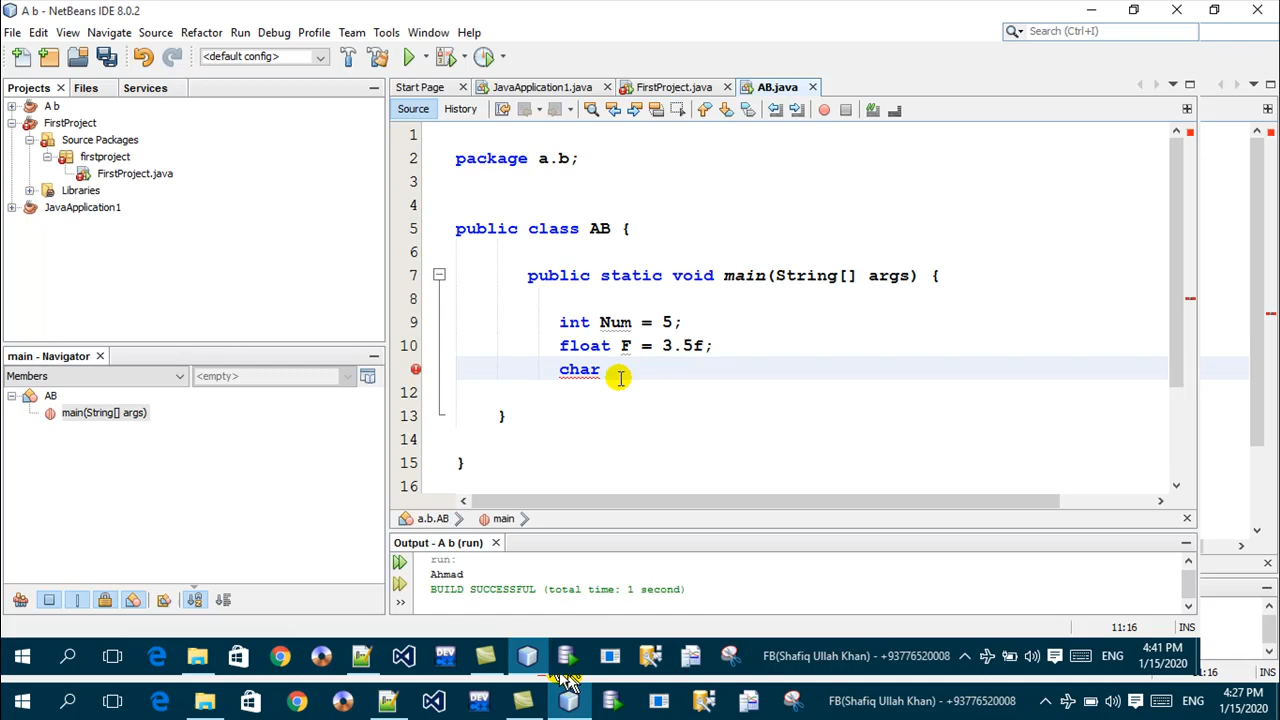 A b - NetBeans IDE 8.0.2
File Edit View Navigate Source Refactor Run Debug Profile Team Tools Window Help
Search (Ctrl+I)
<default config>
Projects Files Services
Start Page JavaApplication1.java FirstProject.java AB.java
Source History
A b
FirstProject
Source Packages
firstproject
FirstProject.java
Libraries
JavaApplication1
1
2 package a.b;
3
4
5 public class AB {
6
7 public static void main(String[] args) {
8
9 int Num = 5;
10 float F = 3.5f;
char
12
13 }
14
15 }
16
main - Navigator
Members <empty>
AB
main(String[] args)
a.b.AB main
Output - A b (run)
run:
Ahmad
BUILD SUCCESSFUL (total time: 1 second)
11:16 INS
11:16 INS
FB(Shafiq Ullah Khan) - +93776520008 ENG 4:41 PM
1/15/2020
FB(Shafiq Ullah Khan) - +93776520008 ENG 4:27 PM
1/15/2020